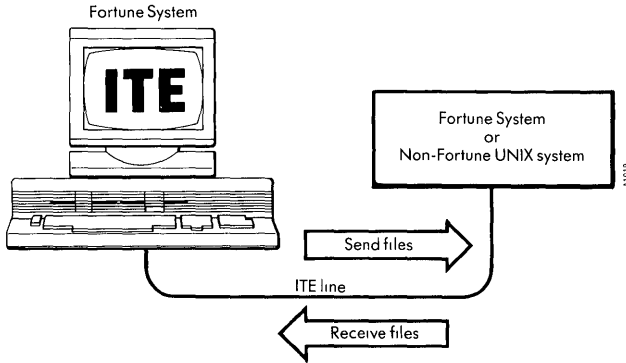 Fortune System
ITE
Fortune System
or
Non-Fortune UNIX system
Send files
ITE line
Receive files